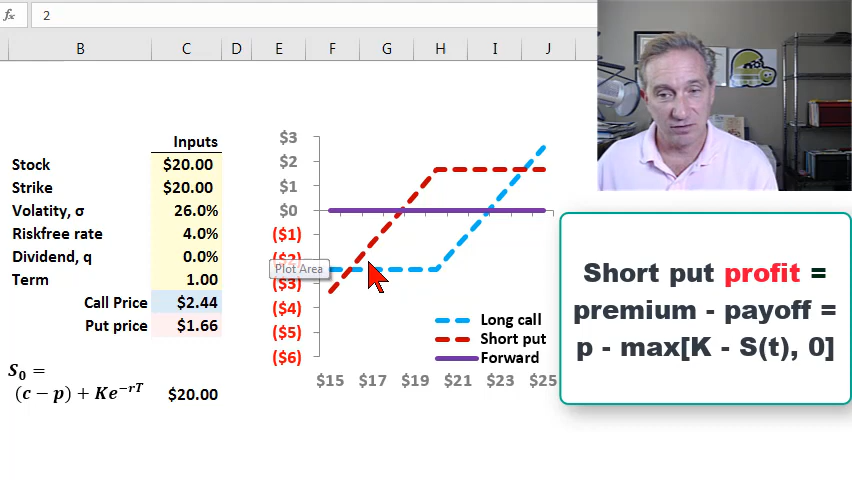 fx 2
B C D E F G H I J
Inputs
Stock $20.00
Strike $20.00
Volatity, σ 26.0%
Riskfree rate 4.0%
Dividend, q 0.0%
Term 1.00
Call Price $2.44
Put price $1.66
S₀ =
(c − p) + Ke⁻ʳᵀ $20.00
$3
$2
$1
$0
($1)
($2)
($3)
($4)
($5)
($6)
Plot Area
Long call
Short put
Forward
$15 $17 $19 $21 $23 $25
Short put profit =
premium - payoff =
p - max[K - S(t), 0]